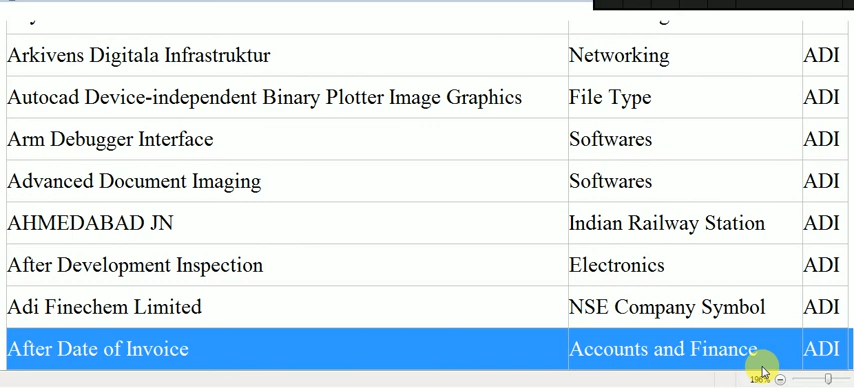 Arkivens Digitala Infrastruktur Networking ADI
Autocad Device-independent Binary Plotter Image Graphics File Type ADI
Arm Debugger Interface Softwares ADI
Advanced Document Imaging Softwares ADI
AHMEDABAD JN Indian Railway Station ADI
After Development Inspection Electronics ADI
Adi Finechem Limited NSE Company Symbol ADI
After Date of Invoice Accounts and Finance ADI
196%